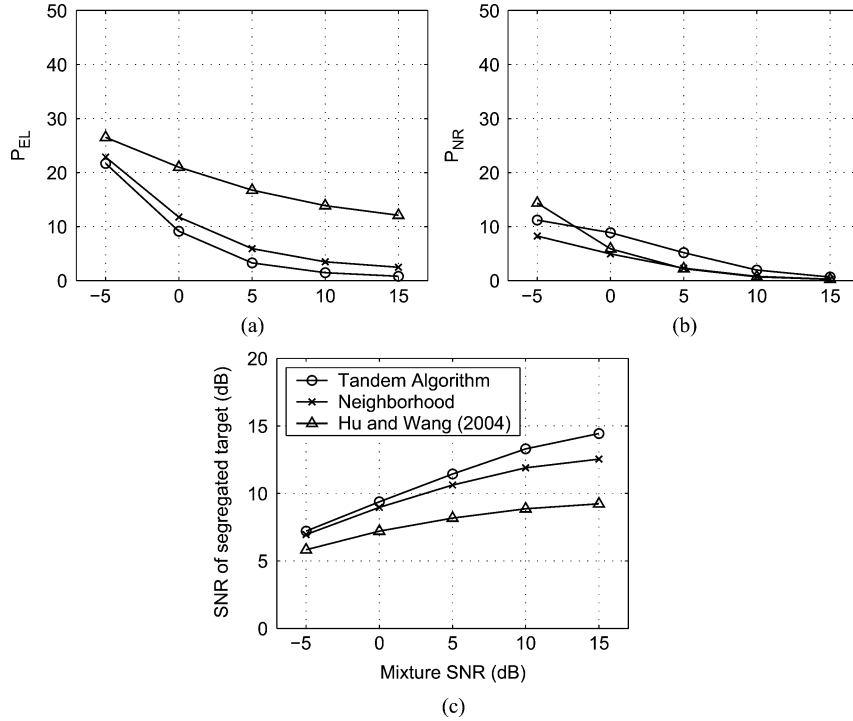 50
40
30
20
10
0
P_EL
−5 0 5 10 15
(a)
50
40
30
20
10
0
P_NR
−5 0 5 10 15
(b)
20
15
10
5
0
SNR of segregated target (dB)
Tandem Algorithm
Neighborhood
Hu and Wang (2004)
−5 0 5 10 15
Mixture SNR (dB)
(c)